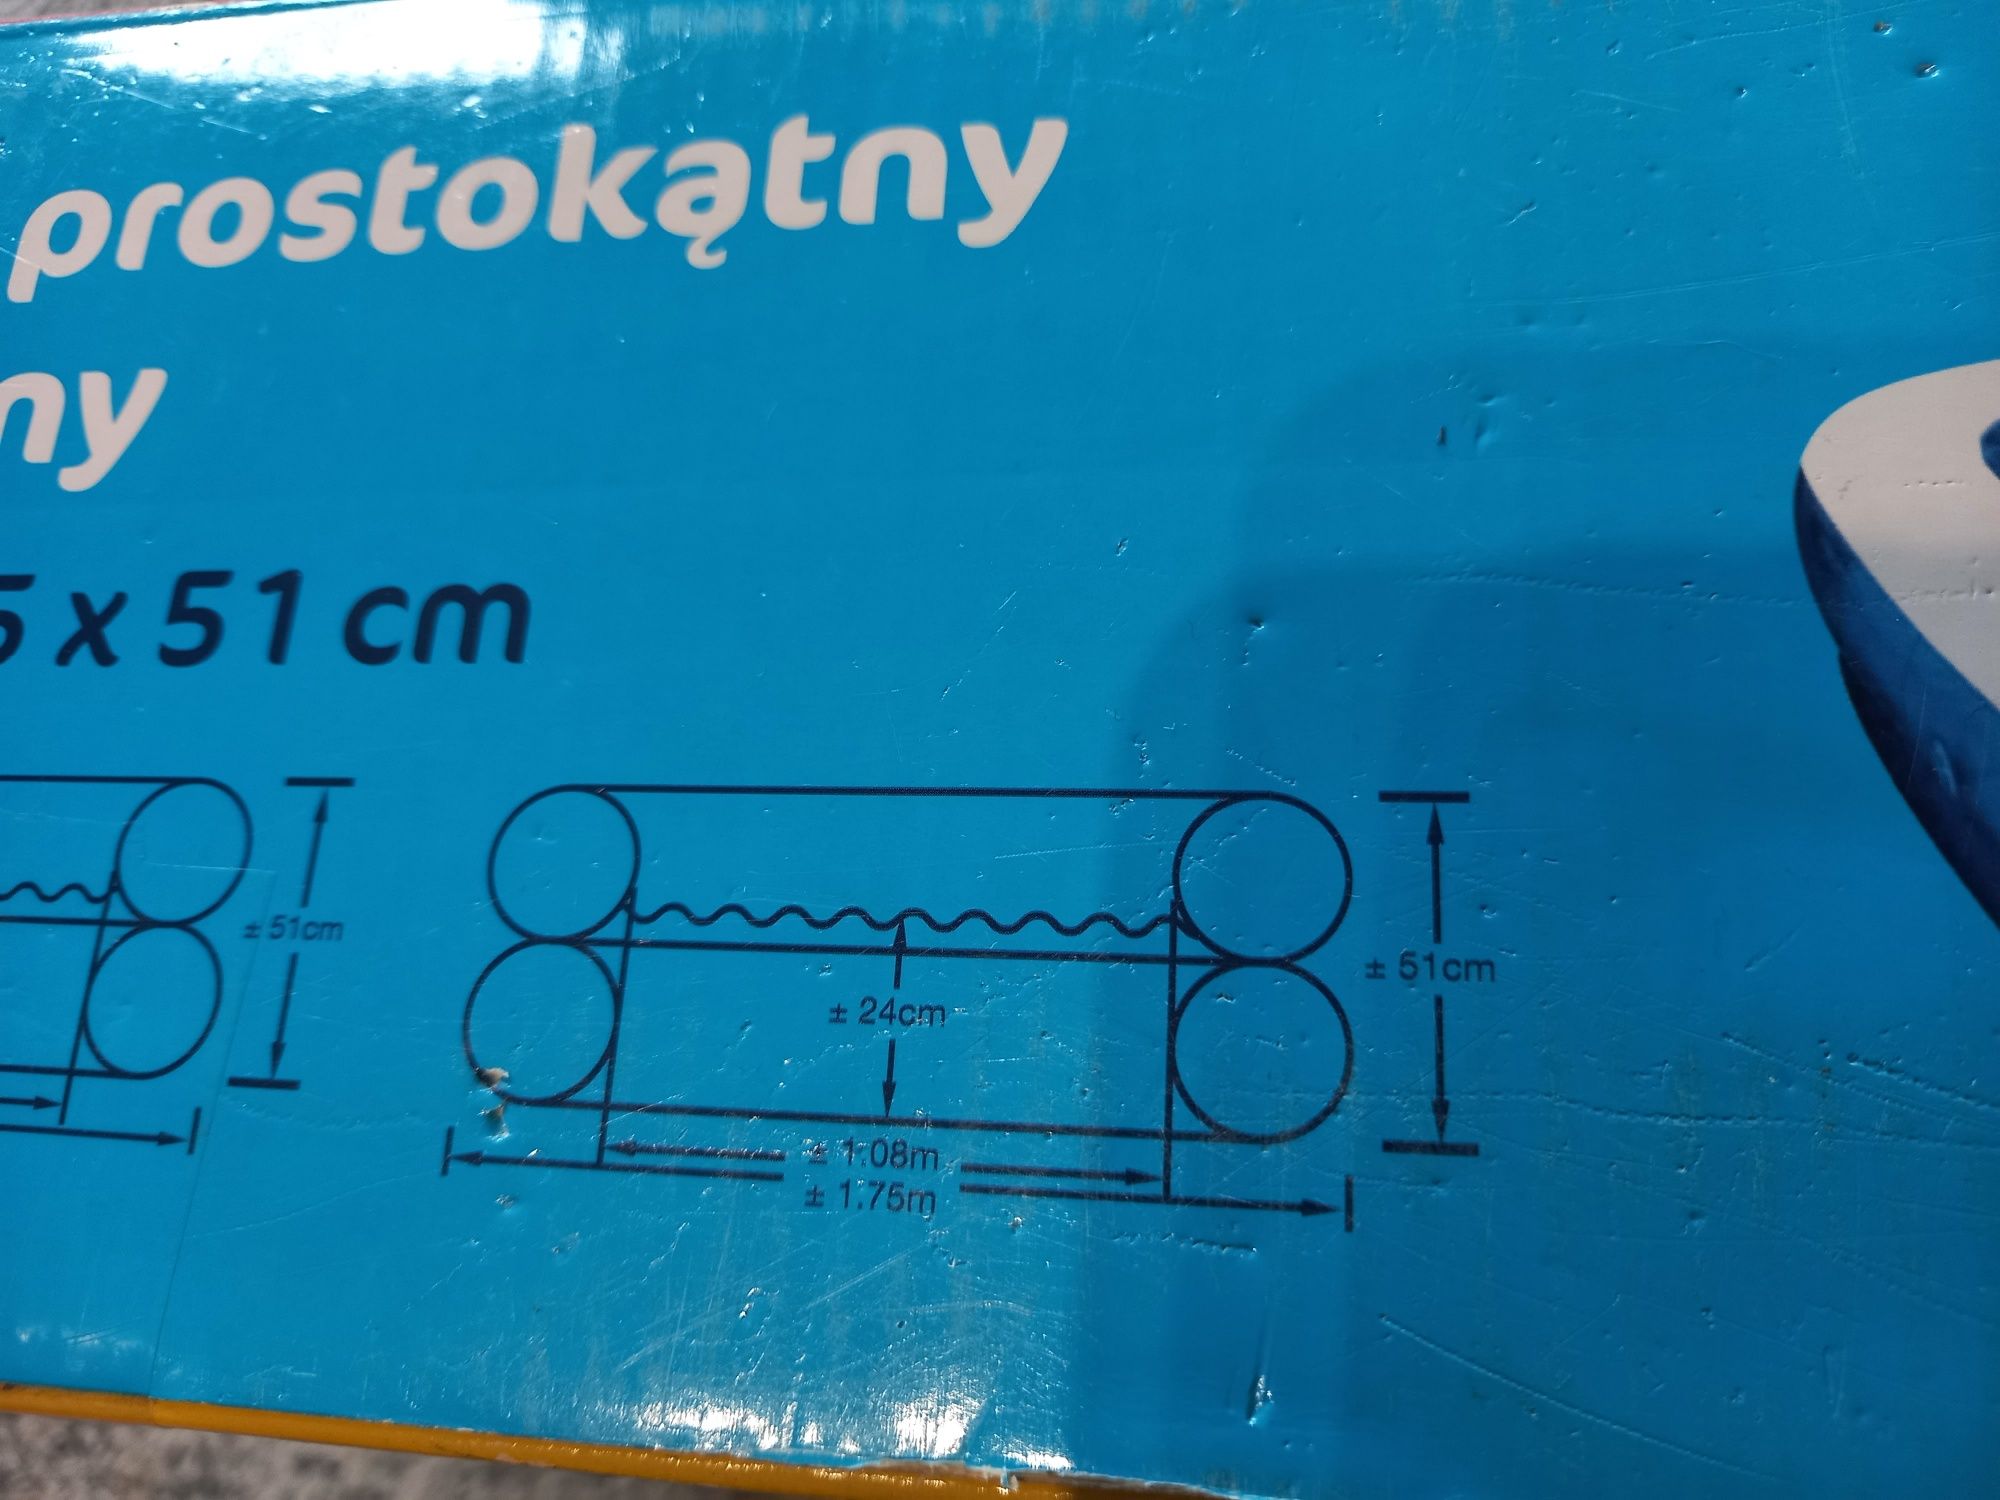 prostokątny
ny
5 x 51 cm
± 51cm
± 24cm
± 51cm
± 1.08m
± 1.75m